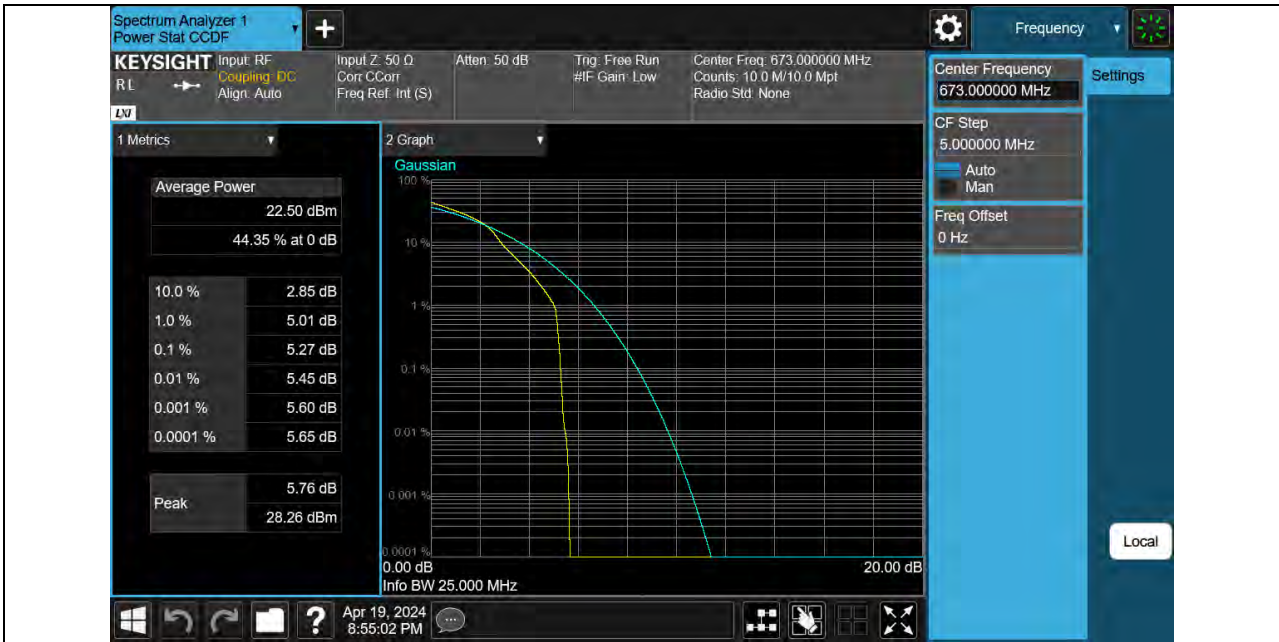 Spectrum Analyzer 1
Power Stat CCDF
Frequency
KEYSIGHT
RL
LXI
Input: RF
Coupling: DC
Align: Auto
Input Z: 50 Ω
Corr CCorr
Freq Ref: Int (S)
Atten: 50 dB
Trig: Free Run
#IF Gain: Low
Center Freq: 673.000000 MHz
Counts: 10.0 M/10.0 Mpt
Radio Std: None
Center Frequency
673.000000 MHz
Settings
CF Step
5.000000 MHz
Auto
Man
Freq Offset
0 Hz
1 Metrics
Average Power
22.50 dBm
44.35 % at 0 dB
10.0 % 2.85 dB
1.0 % 5.01 dB
0.1 % 5.27 dB
0.01 % 5.45 dB
0.001 % 5.60 dB
0.0001 % 5.65 dB
Peak
5.76 dB
28.26 dBm
2 Graph
Gaussian
100 %
10 %
1 %
0.1 %
0.01 %
0.001 %
0.0001 %
0.00 dB
20.00 dB
Info BW 25.000 MHz
Local
?
Apr 19, 2024
8:55:02 PM